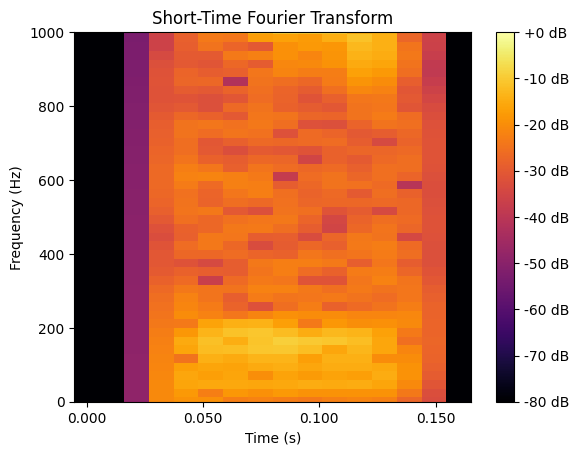 Short-Time Fourier Transform
1000
800
600
400
200
0
Frequency (Hz)
0.000
0.050
0.100
0.150
Time (s)
+0 dB
-10 dB
-20 dB
-30 dB
-40 dB
-50 dB
-60 dB
-70 dB
-80 dB